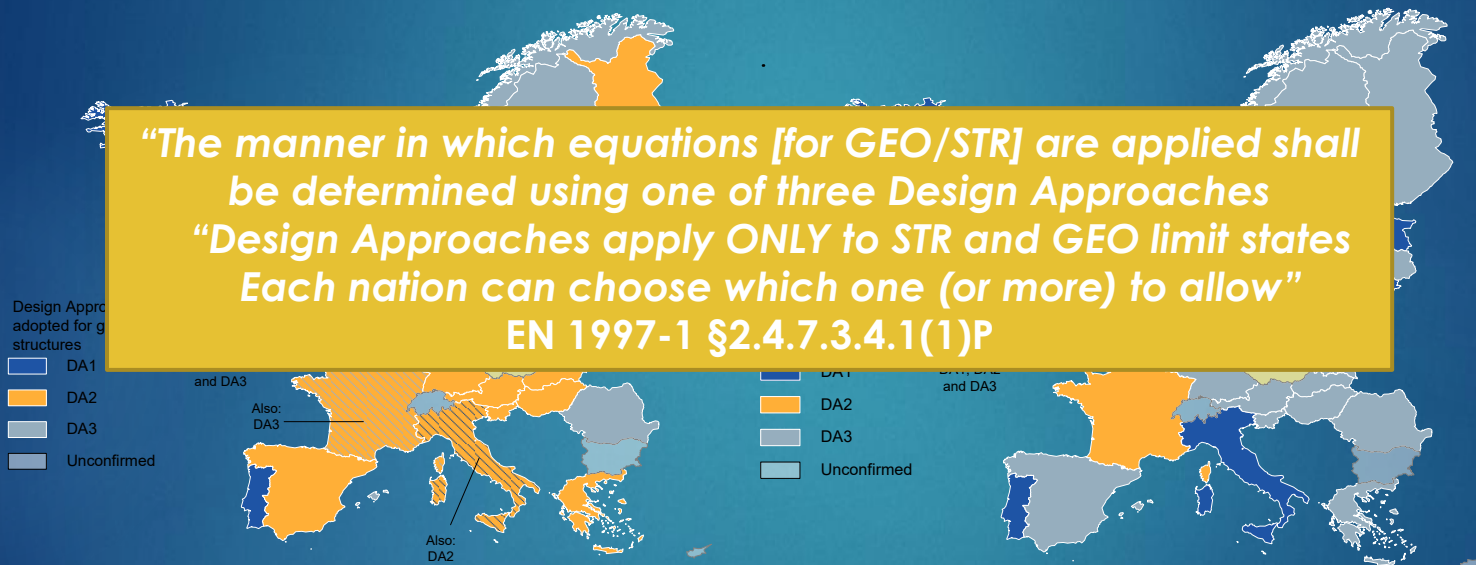 “The manner in which equations [for GEO/STR] are applied shall
be determined using one of three Design Approaches
“Design Approaches apply ONLY to STR and GEO limit states
Each nation can choose which one (or more) to allow”
EN 1997-1 §2.4.7.3.4.1(1)P
Design Appro
adopted for g
structures
DA1
DA2
DA3
Unconfirmed
and DA3
Also:
DA3
Also:
DA2
DA1
DA2
DA3
Unconfirmed
DA1, DA2
and DA3